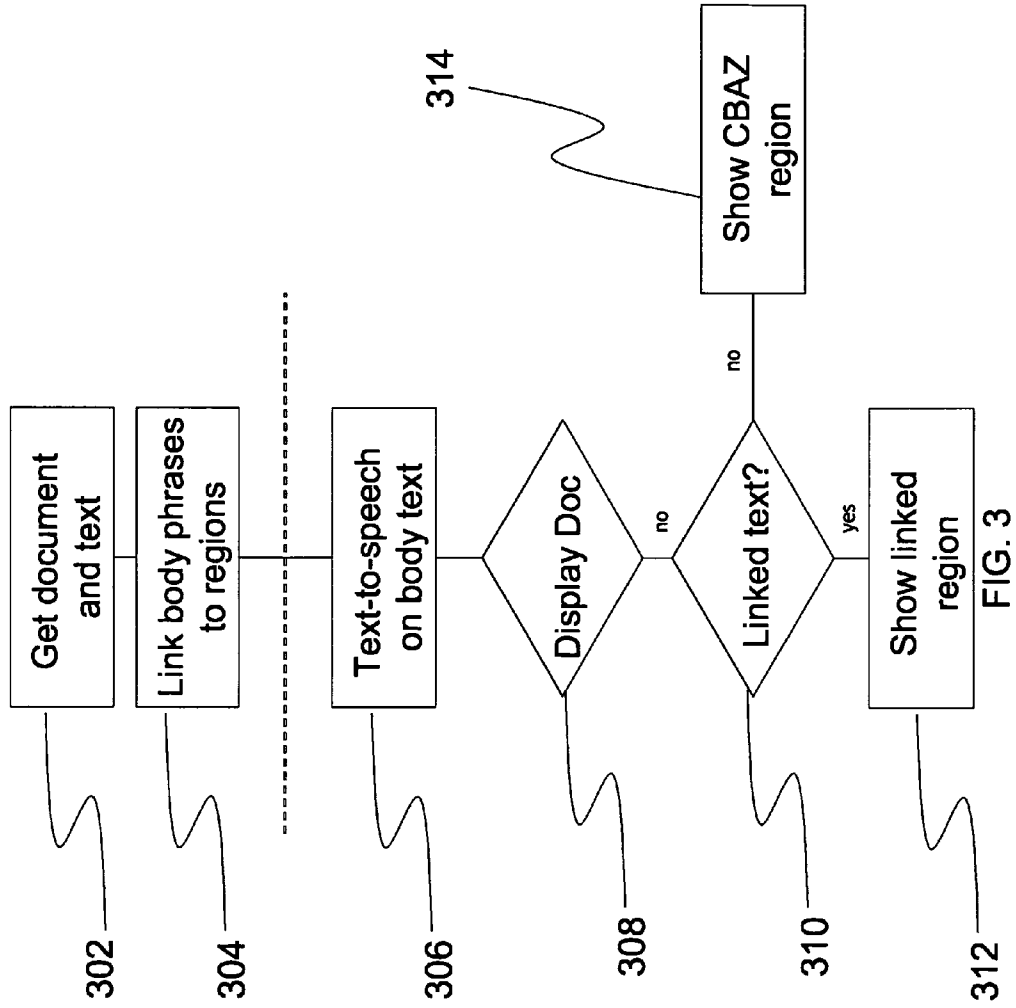 302
Get document
and text
304
Link body phrases
to regions
306
Text-to-speech
on body text
308
Display Doc
no
310
Linked text?
no
314
Show CBAZ
region
yes
312
Show linked
region
FIG. 3